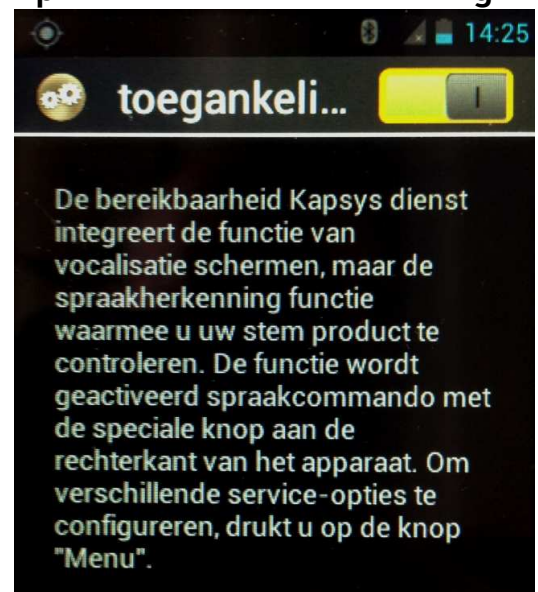 14:25
toegankeli...
De bereikbaarheid Kapsys dienst
integreert de functie van
vocalisatie schermen, maar de
spraakherkenning functie
waarmee u uw stem product te
controleren. De functie wordt
geactiveerd spraakcommando met
de speciale knop aan de
rechterkant van het apparaat. Om
verschillende service-opties te
configureren, drukt u op de knop
"Menu".